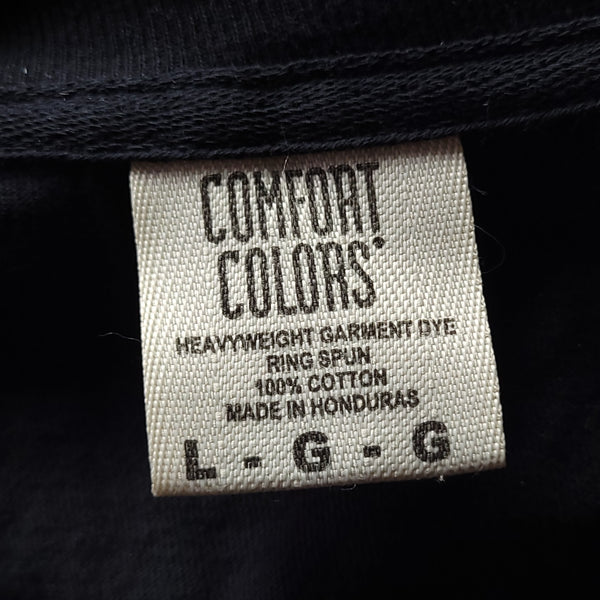 COMFORT
COLORS®
HEAVYWEIGHT GARMENT DYE
RING SPUN
100% COTTON
MADE IN HONDURAS
L - G - G